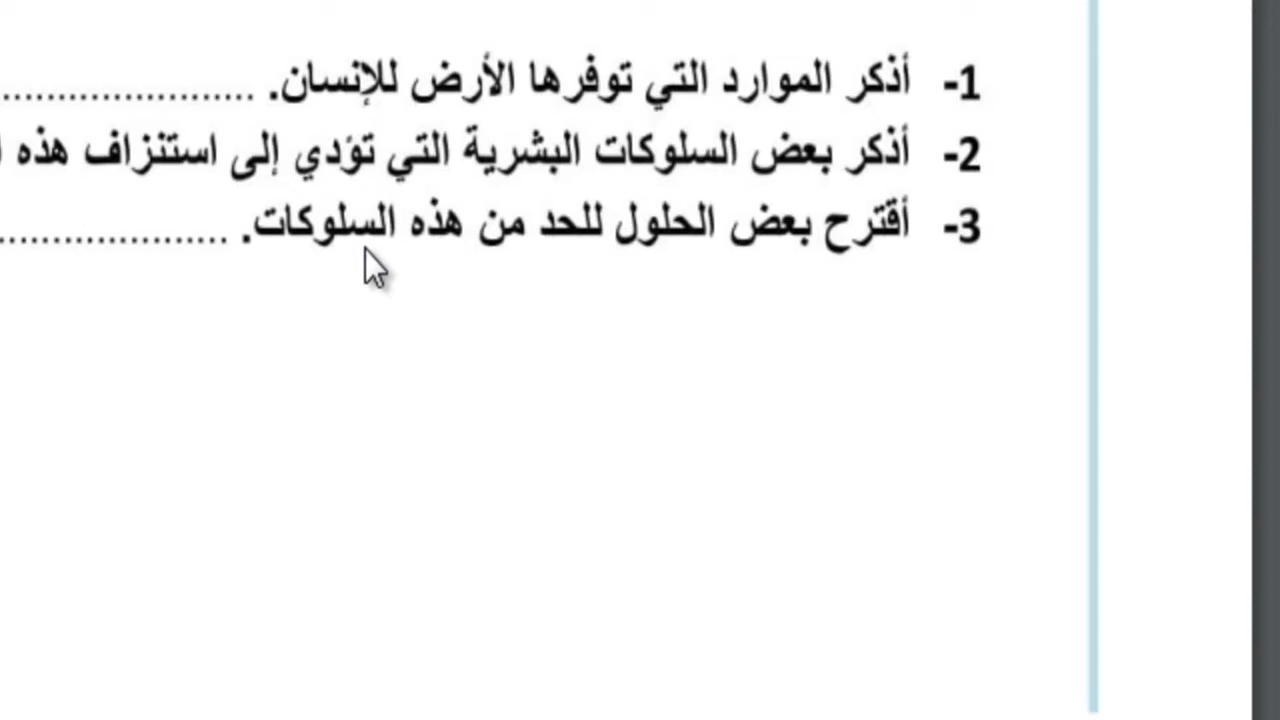 1- أذكر الموارد التي توفرها الأرض للإنسان. ......................
2- أذكر بعض السلوكات البشرية التي تؤدي إلى استنزاف هذه
3- أقترح بعض الحلول للحد من هذه السلوكات. ....................